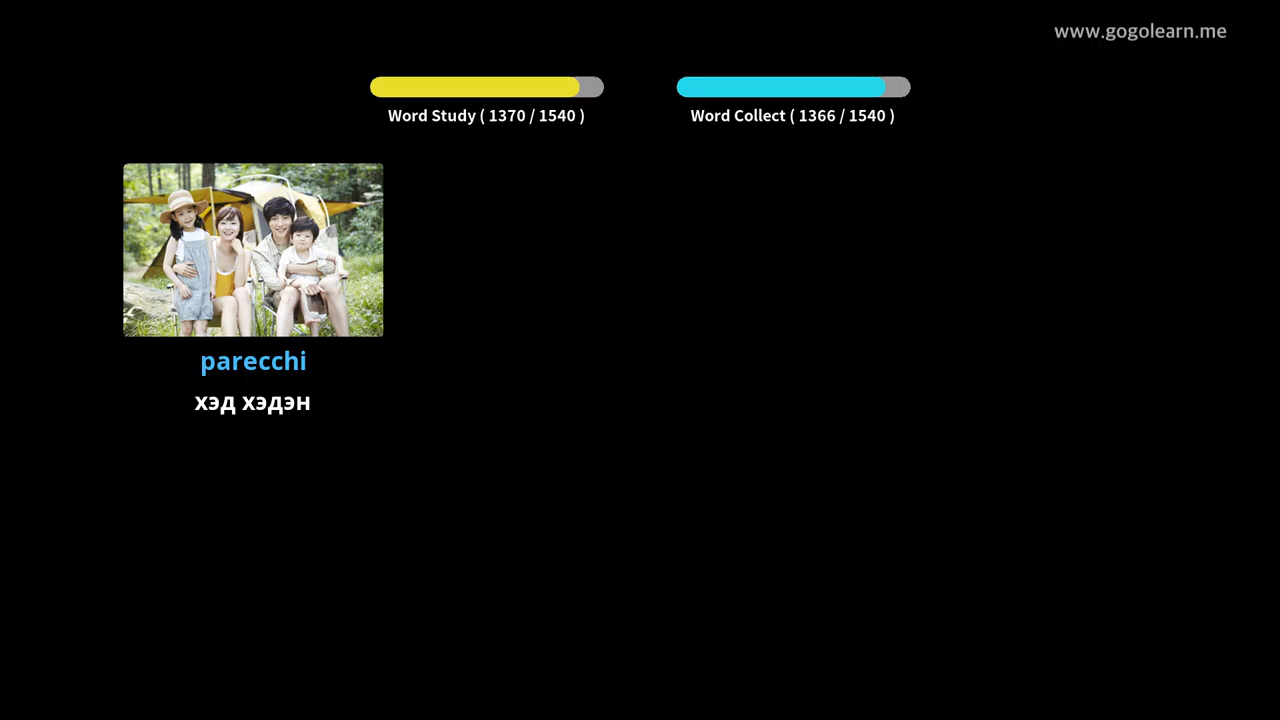 www.gogolearn.me
Word Study ( 1370 / 1540 )
Word Collect ( 1366 / 1540 )
parecchi
хэд хэдэн